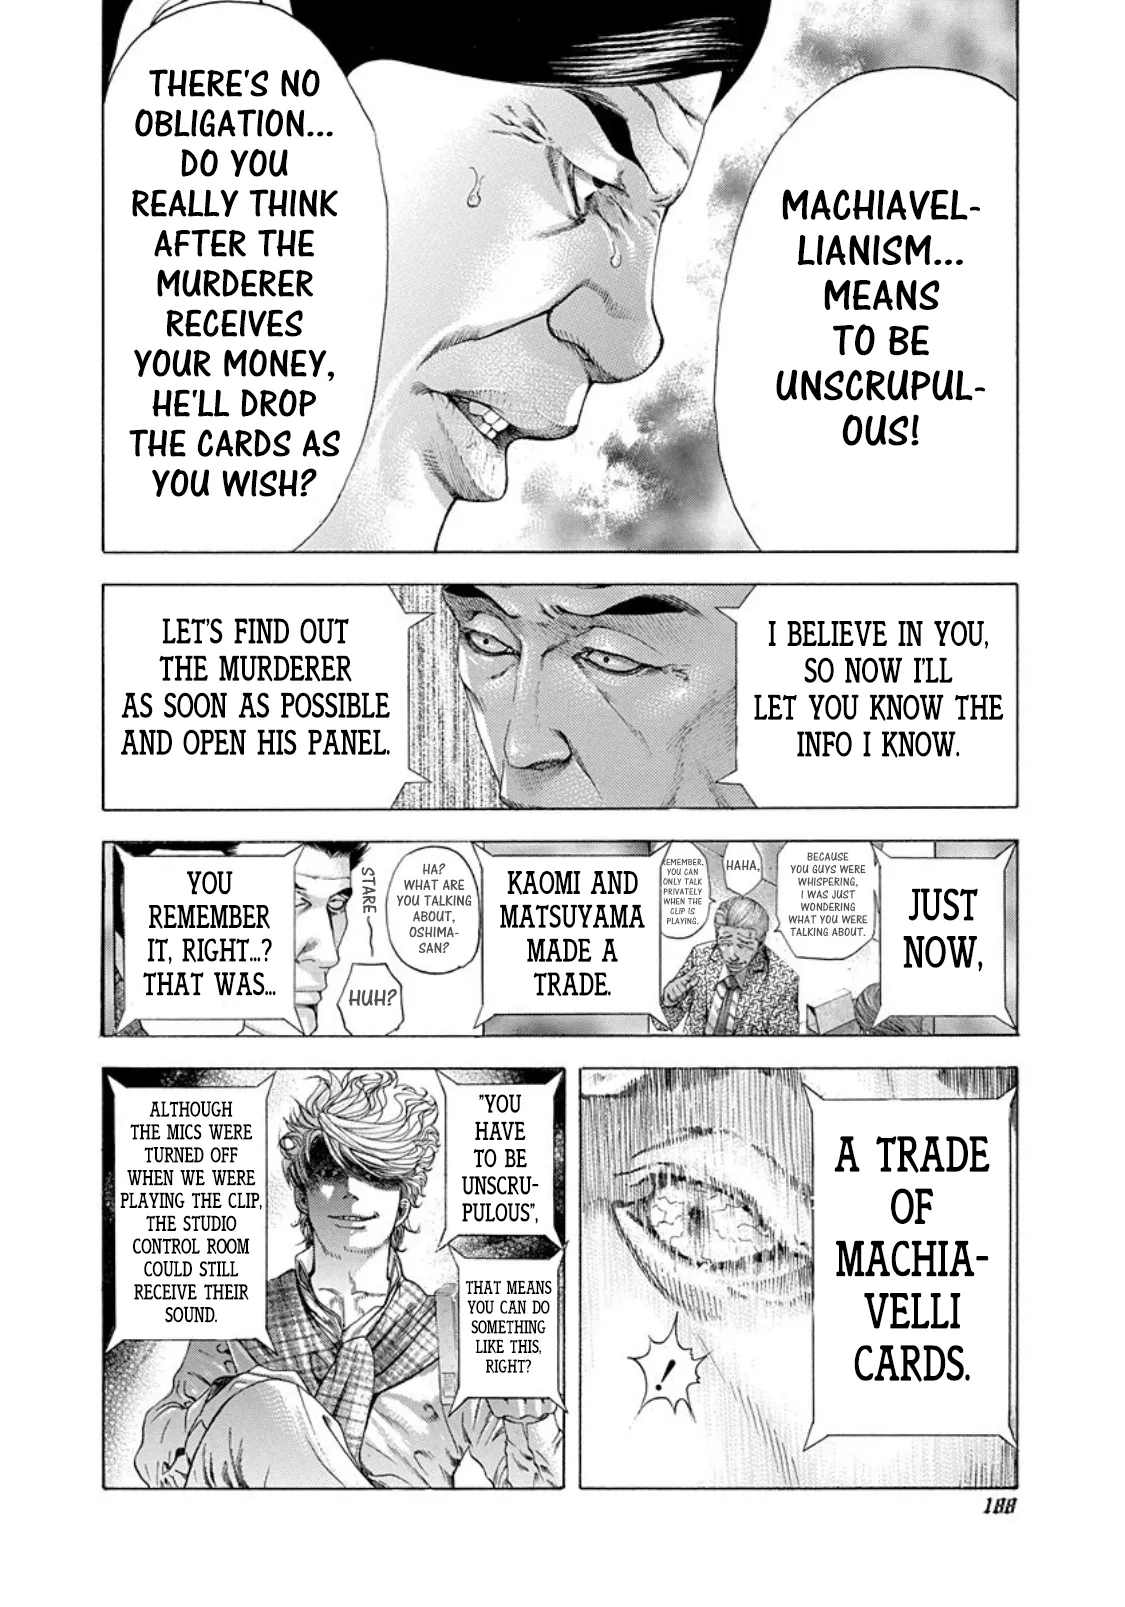 MACHIAVEL-
LIANISM...
MEANS
TO BE
UNSCRUPUL-
OUS!
THERE'S NO
OBLIGATION...
DO YOU
REALLY THINK
AFTER THE
MURDERER
RECEIVES
YOUR MONEY,
HE'LL DROP
THE CARDS AS
YOU WISH?
I BELIEVE IN YOU,
SO NOW I'LL
LET YOU KNOW THE
INFO I KNOW.
LET'S FIND OUT
THE MURDERER
AS SOON AS POSSIBLE
AND OPEN HIS PANEL.
JUST
NOW,
BECAUSE
YOU GUYS WERE
WHISPERING,
I WAS JUST
WONDERING
WHAT YOU WERE
TALKING ABOUT.
HAHA,
REMEMBER,
YOU CAN
ONLY TALK
PRIVATELY
WHEN THE
CLIP IS
PLAYING.
KAOMI AND
MATSUYAMA
MADE A
TRADE.
HA?
WHAT ARE
YOU TALKING
ABOUT,
OSHIMA-
SAN?
STARE
HUH?
YOU
REMEMBER
IT, RIGHT...?
THAT WAS...
A TRADE
OF
MACHIA-
VELLI
CARDS.
!
"YOU
HAVE
TO BE
UNSCRU-
PULOUS",
THAT MEANS
YOU CAN DO
SOMETHING
LIKE THIS,
RIGHT?
ALTHOUGH
THE MICS WERE
TURNED OFF
WHEN WE WERE
PLAYING THE CLIP,
THE STUDIO
CONTROL ROOM
COULD STILL
RECEIVE THEIR
SOUND.
188